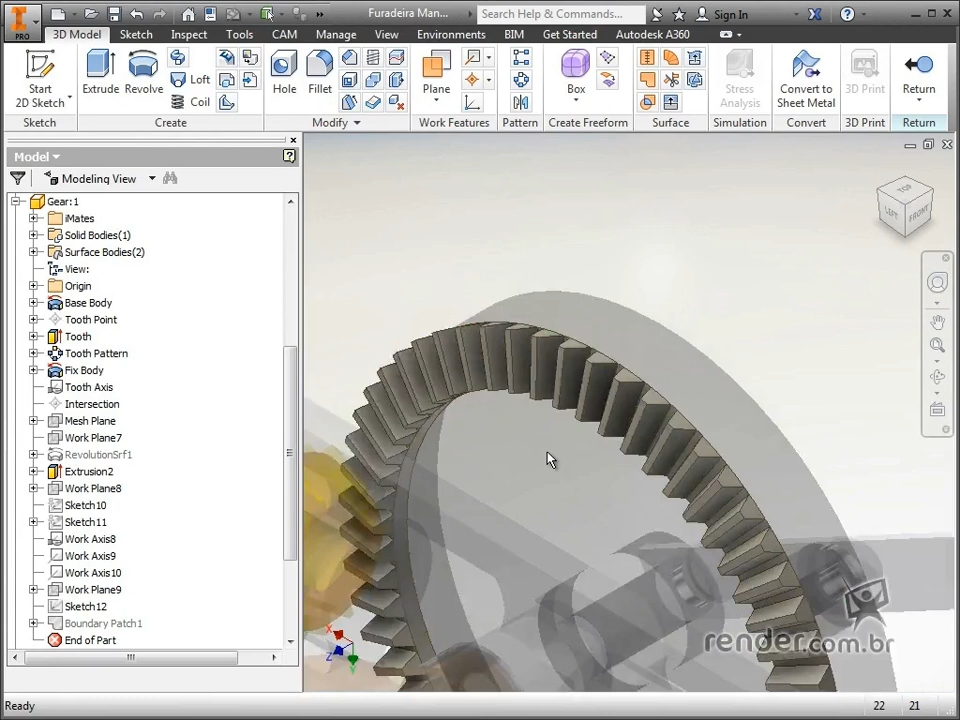 Furadeira Man...
Search Help & Commands...
Sign In
PRO
3D Model Sketch Inspect Tools CAM Manage View Environments BIM Get Started Autodesk A360
Start 2D Sketch
Extrude
Revolve
Loft
Coil
Hole
Fillet
Plane
Box
Stress Analysis
Convert to Sheet Metal
3D Print
Return
Sketch Create Modify Work Features Pattern Create Freeform Surface Simulation Convert 3D Print Return
Model
Modeling View
Gear:1
iMates
Solid Bodies(1)
Surface Bodies(2)
View:
Origin
Base Body
Tooth Point
Tooth
Tooth Pattern
Fix Body
Tooth Axis
Intersection
Mesh Plane
Work Plane7
RevolutionSrf1
Extrusion2
Work Plane8
Sketch10
Sketch11
Work Axis8
Work Axis9
Work Axis10
Work Plane9
Sketch12
Boundary Patch1
End of Part
TOP
LEFT
FRONT
X
Z
Y
render.com.br
Ready
22 21